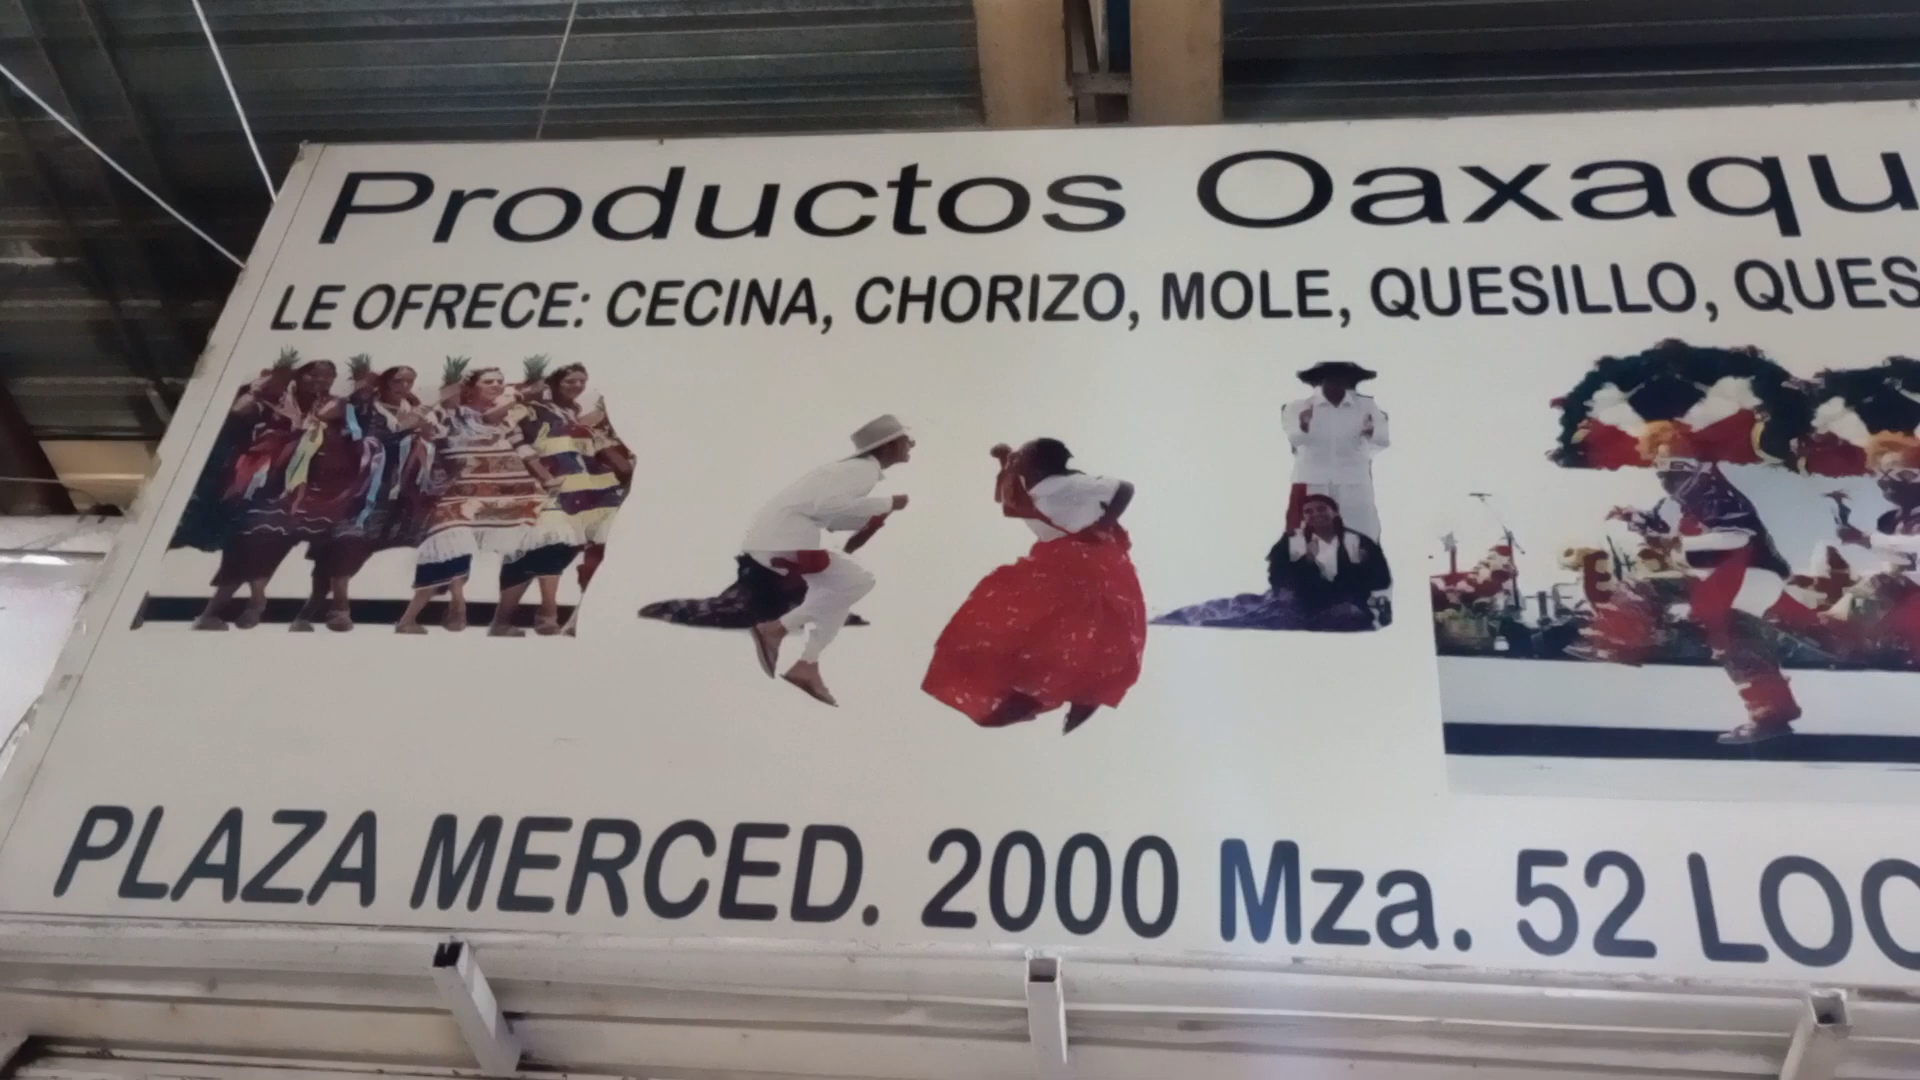 Productos Oaxaqu
LE OFRECE: CECINA, CHORIZO, MOLE, QUESILLO, QUES
PLAZA MERCED. 2000 Mza. 52 LOC